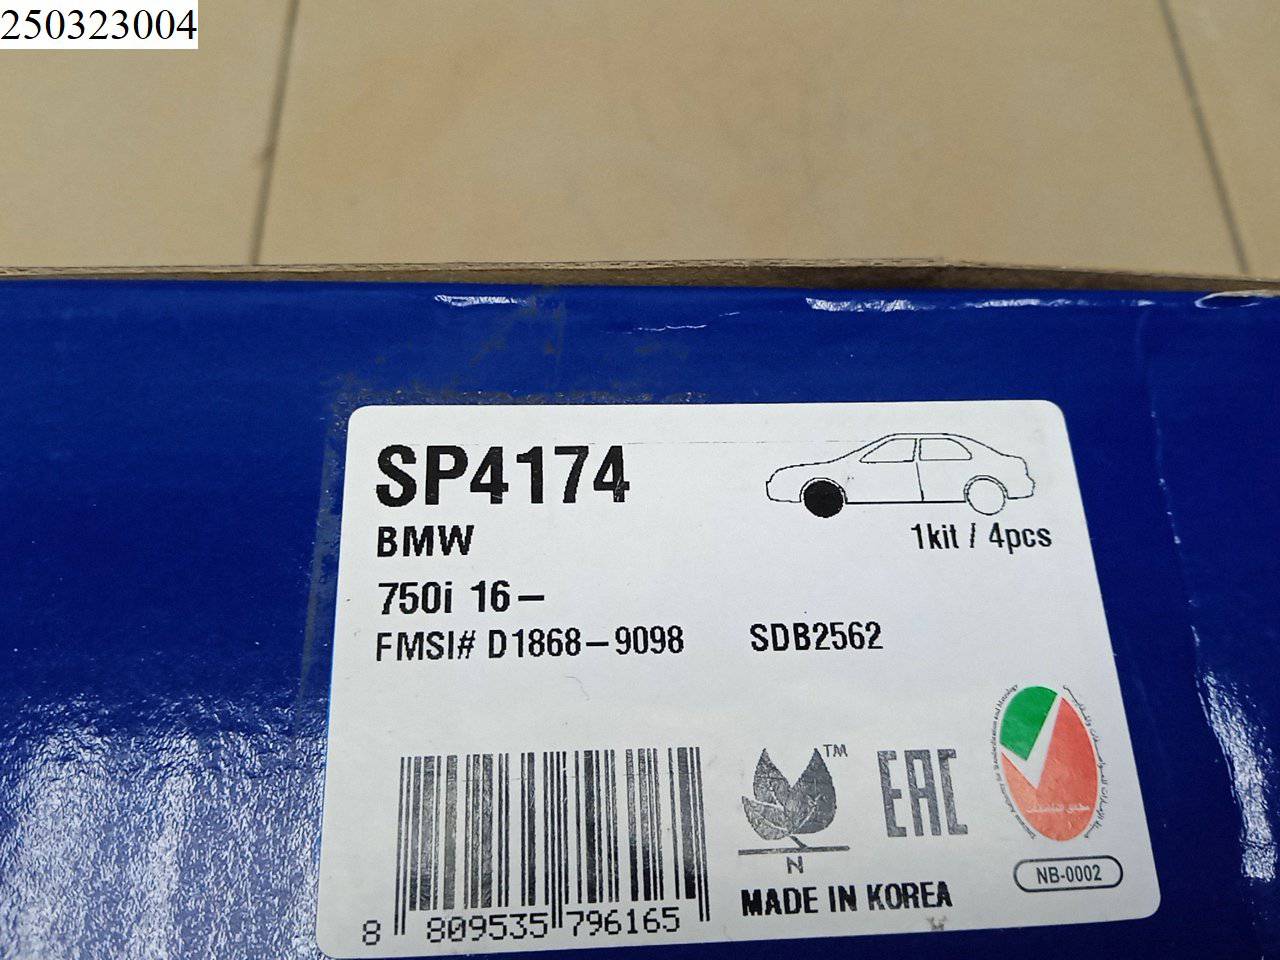 250323004
SP4174
BMW
1kit / 4pcs
750i 16–
FMSI# D1868–9098 SDB2562
TM
EAC
N
MADE IN KOREA
NB-0002
8 809535 796165